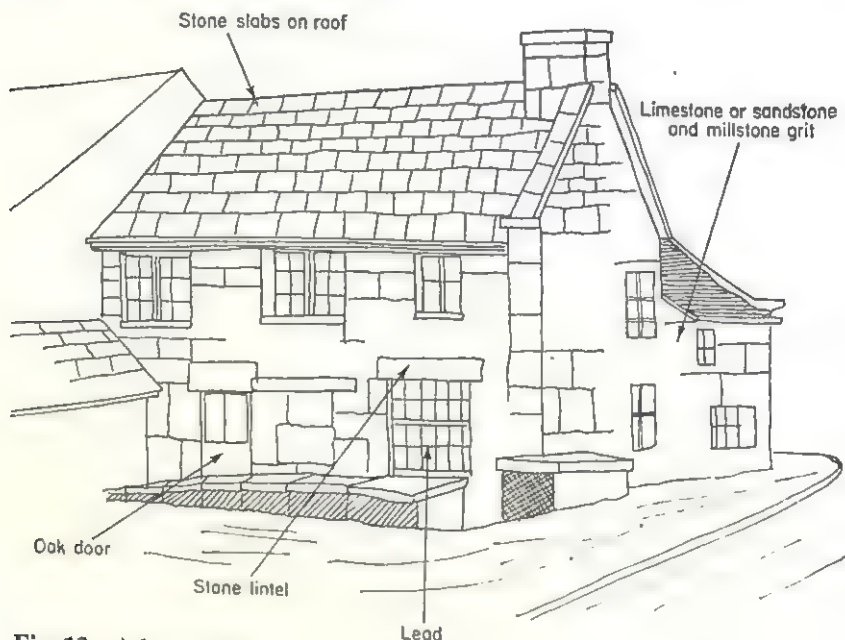 Stone slabs on roof
Limestone or sandstone
and millstone grit
Oak door
Stone lintel
Lead